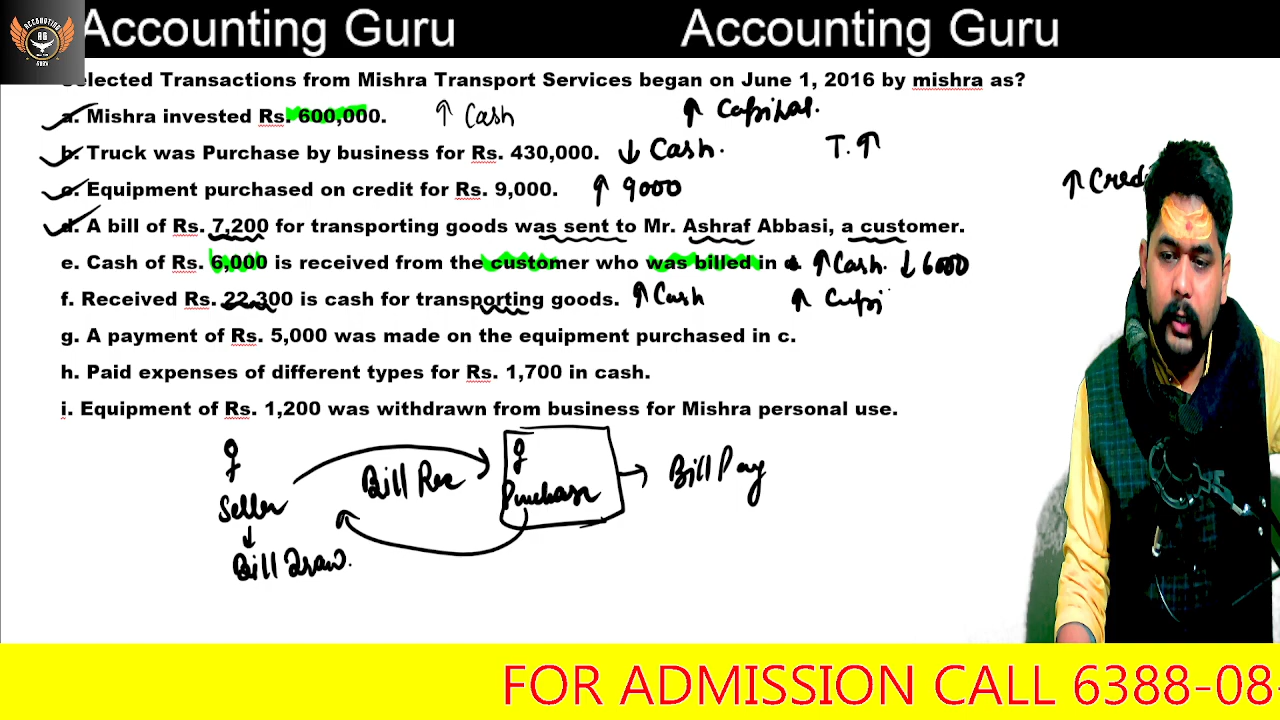 Accounting Guru Accounting Guru
ACCOUNTING
AG
GURU
elected Transactions from Mishra Transport Services began on June 1, 2016 by mishra as?
a. Mishra invested Rs. 600,000. ↑ Cash ↑ Capital.
b. Truck was Purchase by business for Rs. 430,000. ↓ Cash. T. ↑
c. Equipment purchased on credit for Rs. 9,000. ↑ 9000 ↑ Credi
d. A bill of Rs. 7,200 for transporting goods was sent to Mr. Ashraf Abbasi, a customer.
e. Cash of Rs. 6,000 is received from the customer who was billed in d. ↑ Cash. ↓ 6000
f. Received Rs. 22,300 is cash for transporting goods. ↑ Cash ↑ Capi
g. A payment of Rs. 5,000 was made on the equipment purchased in c.
h. Paid expenses of different types for Rs. 1,700 in cash.
i. Equipment of Rs. 1,200 was withdrawn from business for Mishra personal use.
Seller Bill Rec Purchase → Bill Pay
↓
Bill Draw.
FOR ADMISSION CALL 6388-08-